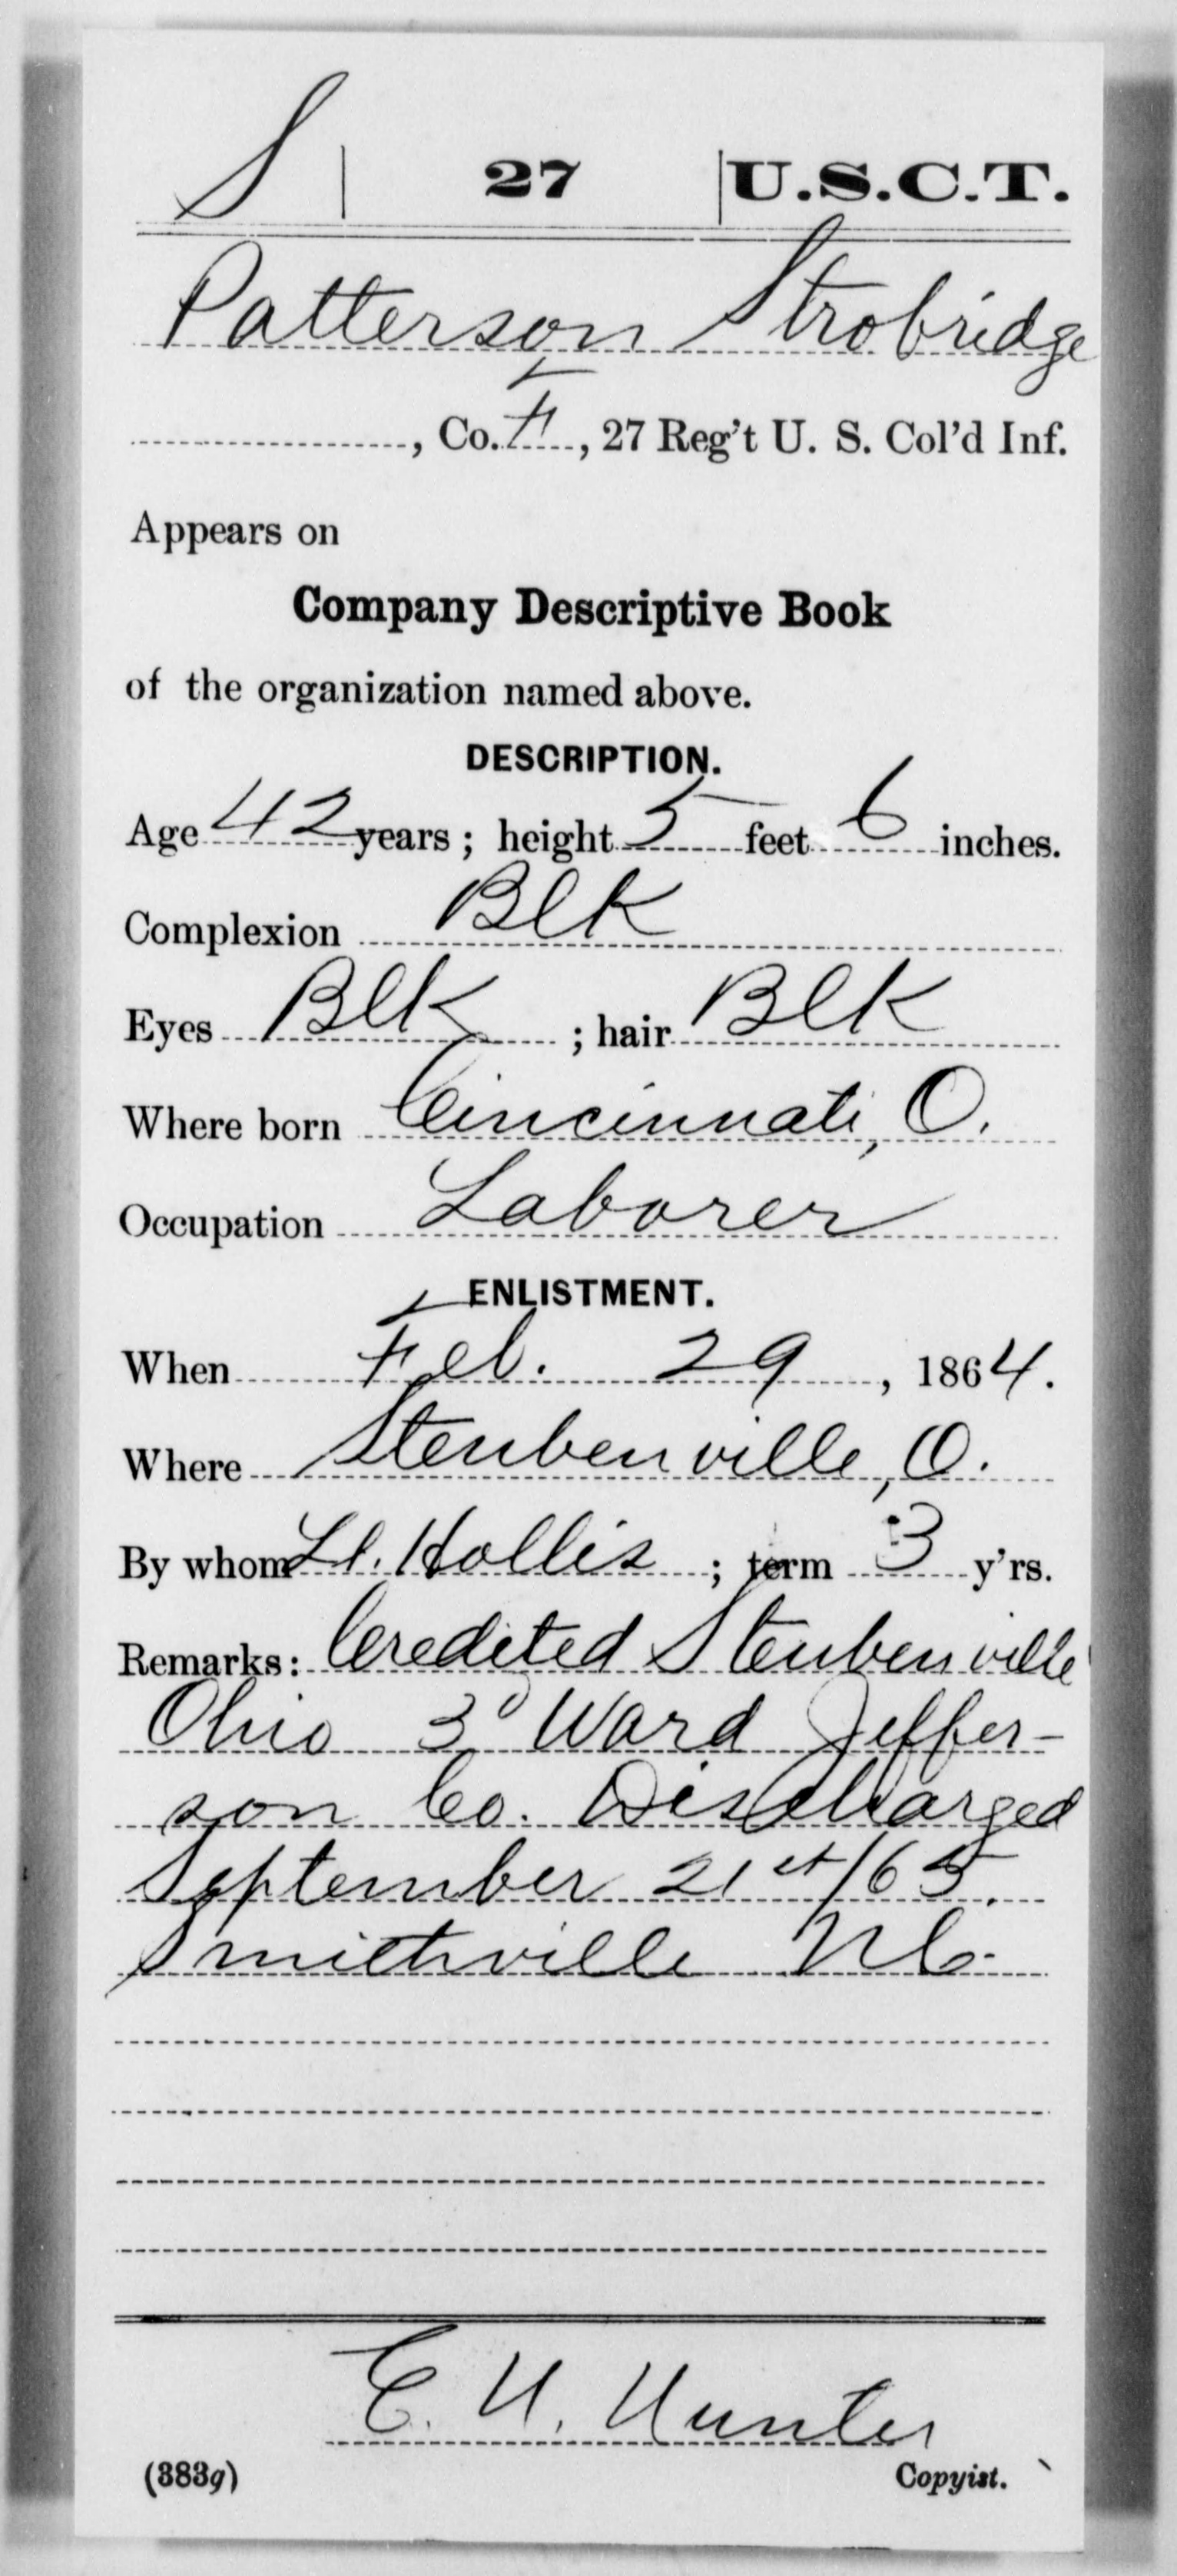 S | 27 | U.S.C.T.
Patterson Strobridge
, Co. F, 27 Reg't U. S. Col'd Inf.
Appears on
Company Descriptive Book
of the organization named above.
DESCRIPTION.
Age 42 years; height 5 feet 6 inches.
Complexion Blk
Eyes Blk; hair Blk
Where born Cincinnati, O.
Occupation Laborer
ENLISTMENT.
When Feb. 29, 1864.
Where Steubenville, O.
By whom Lt. Hollis; term 3 y'rs.
Remarks: Credited Steubenville
Ohio 3d Ward Jeffer-
son Co. Discharged
September 21st/65.
Smithville NC.
C. H. Hunter
(383g) Copyist.